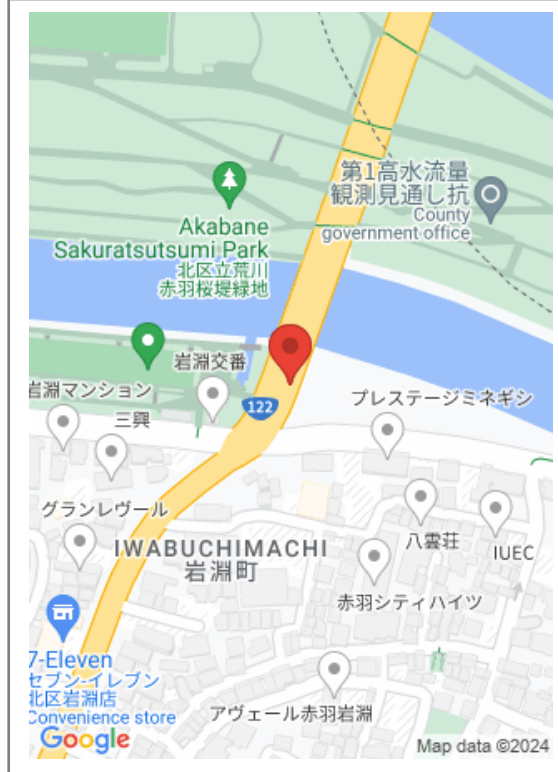 第1高水流量
観測見通し杭
County
government office
Akabane
Sakuratsutsumi Park
北区立荒川
赤羽桜堤緑地
岩淵交番
岩淵マンション
三興
122
プレステージミネギシ
グランレヴール
IWABUCHIMACHI
岩淵町
八雲荘
IUEC
赤羽シティハイツ
7-Eleven
セブン-イレブン
北区岩淵店
Convenience store
アヴェール赤羽岩淵
Google
Map data ©2024